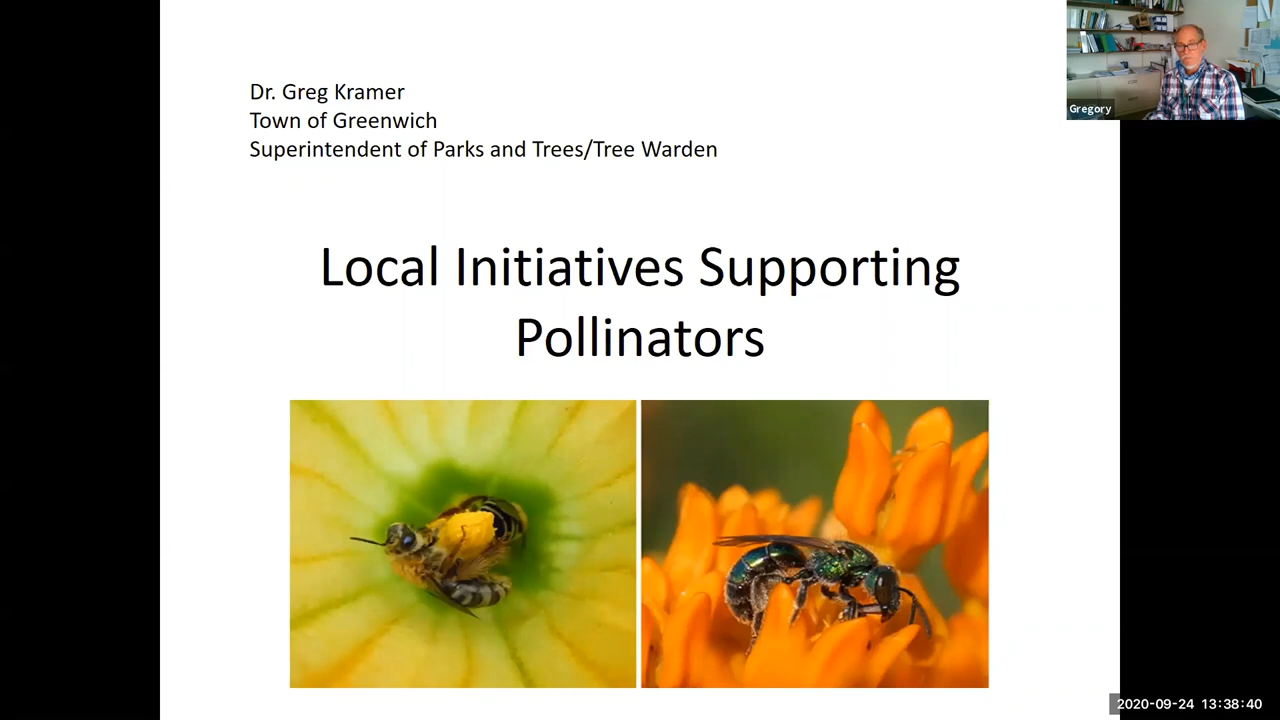 Dr. Greg Kramer
Town of Greenwich
Superintendent of Parks and Trees/Tree Warden
Local Initiatives Supporting
Pollinators
Gregory
2020-09-24 13:38:40